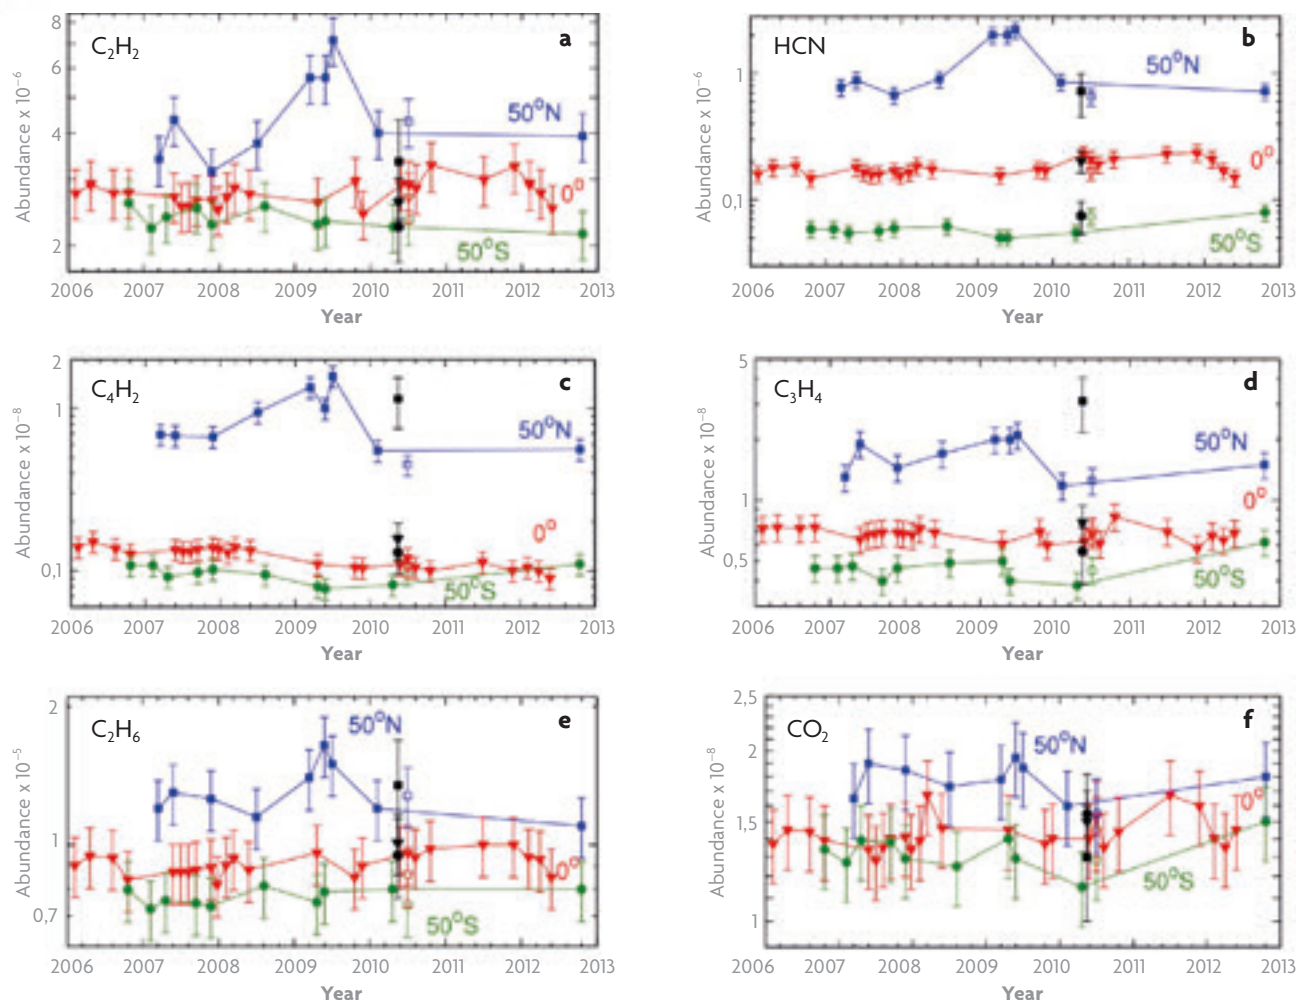 C2H2
a
8
6
4
2
Abundance x 10-6
50°N
0°
50°S
2006 2007 2008 2009 2010 2011 2012 2013
Year
HCN
b
1
0,1
Abundance x 10-6
50°N
0°
50°S
2006 2007 2008 2009 2010 2011 2012 2013
Year
C4H2
c
2
1
0,1
Abundance x 10-8
50°N
0°
50°S
2006 2007 2008 2009 2010 2011 2012 2013
Year
C3H4
d
5
1
0,5
Abundance x 10-8
50°N
0°
50°S
2006 2007 2008 2009 2010 2011 2012 2013
Year
C2H6
e
2
1
0,7
Abundance x 10-5
50°N
0°
50°S
2006 2007 2008 2009 2010 2011 2012 2013
Year
CO2
f
2,5
2
1,5
1
Abundance x 10-8
50°N
0°
50°S
2006 2007 2008 2009 2010 2011 2012 2013
Year